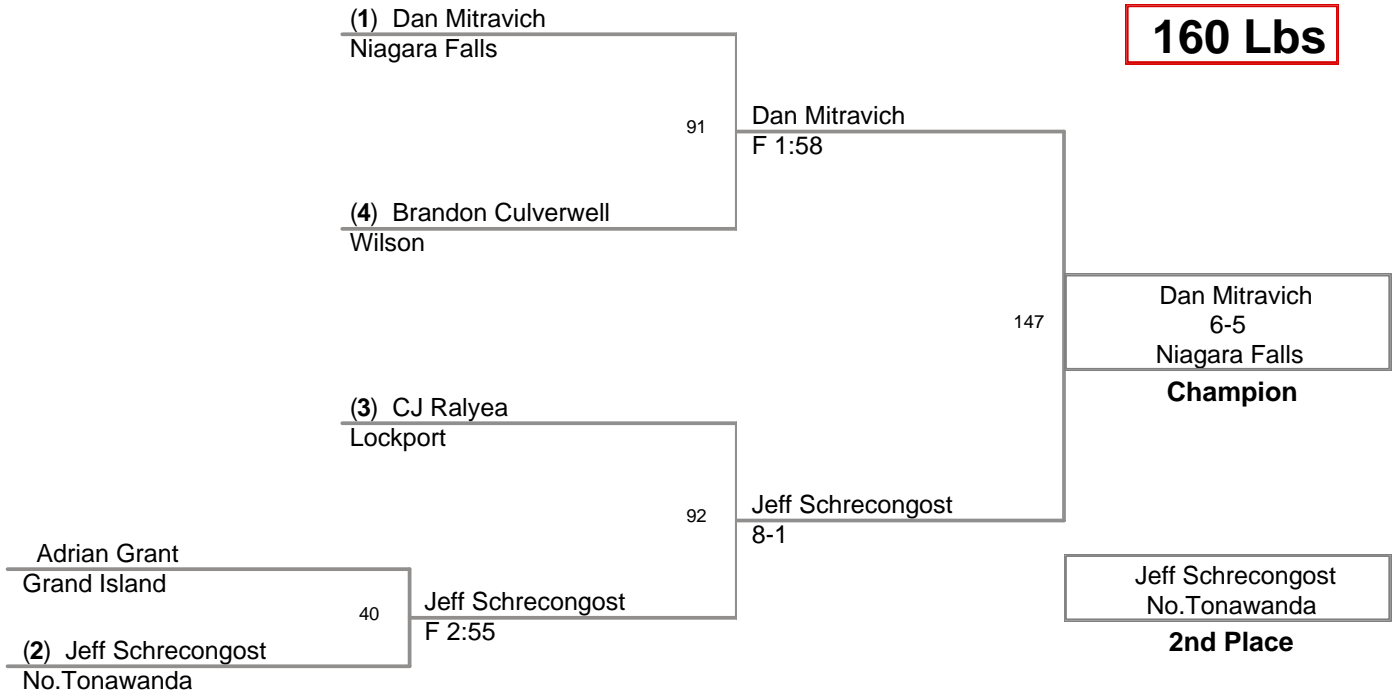 (1) Dan Mitravich
Niagara Falls
160 Lbs
91
Dan Mitravich
F 1:58
(4) Brandon Culverwell
Wilson
147
Dan Mitravich
6-5
Niagara Falls
Champion
(3) CJ Ralyea
Lockport
92
Jeff Schrecongost
8-1
Adrian Grant
Grand Island
40
Jeff Schrecongost
F 2:55
(2) Jeff Schrecongost
No.Tonawanda
Jeff Schrecongost
No.Tonawanda
2nd Place